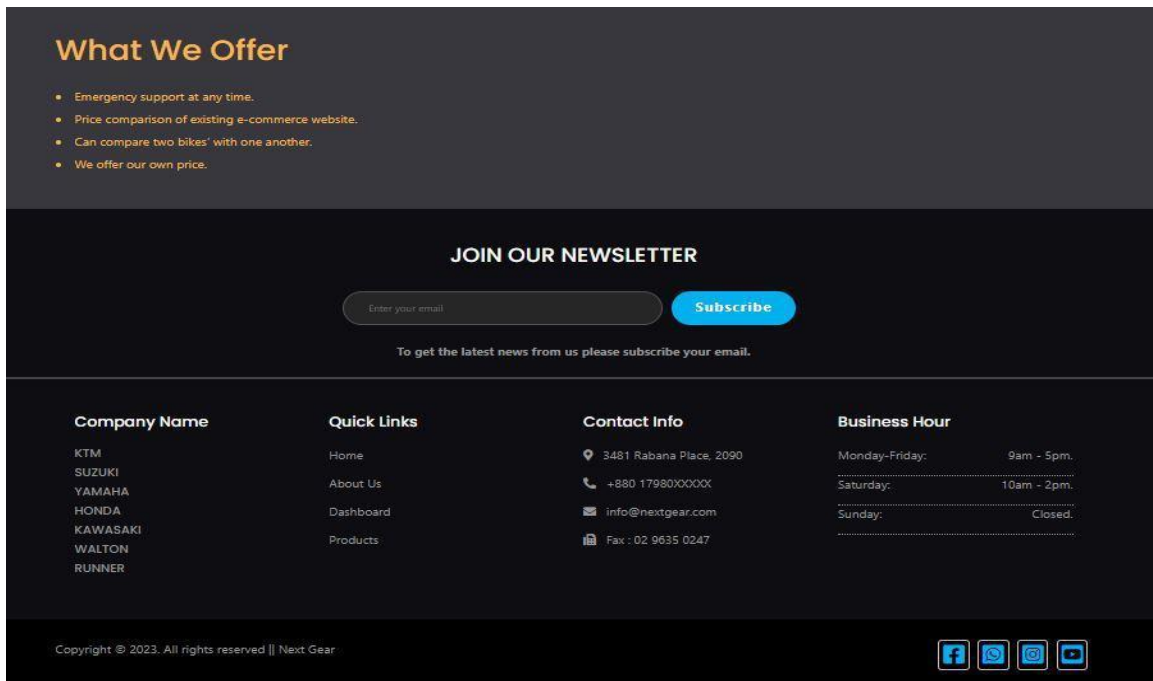 What We Offer
• Emergency support at any time.
• Price comparison of existing e-commerce website.
• Can compare two bikes' with one another.
• We offer our own price.
JOIN OUR NEWSLETTER
Enter your email
Subscribe
To get the latest news from us please subscribe your email.
Company Name
KTM
SUZUKI
YAMAHA
HONDA
KAWASAKI
WALTON
RUNNER
Quick Links
Home
About Us
Dashboard
Products
Contact Info
3481 Rabana Place, 2090
+880 17980XXXXX
info@nextgear.com
Fax : 02 9635 0247
Business Hour
Monday-Friday: 9am - 5pm.
Saturday: 10am - 2pm.
Sunday: Closed.
Copyright © 2023. All rights reserved || Next Gear